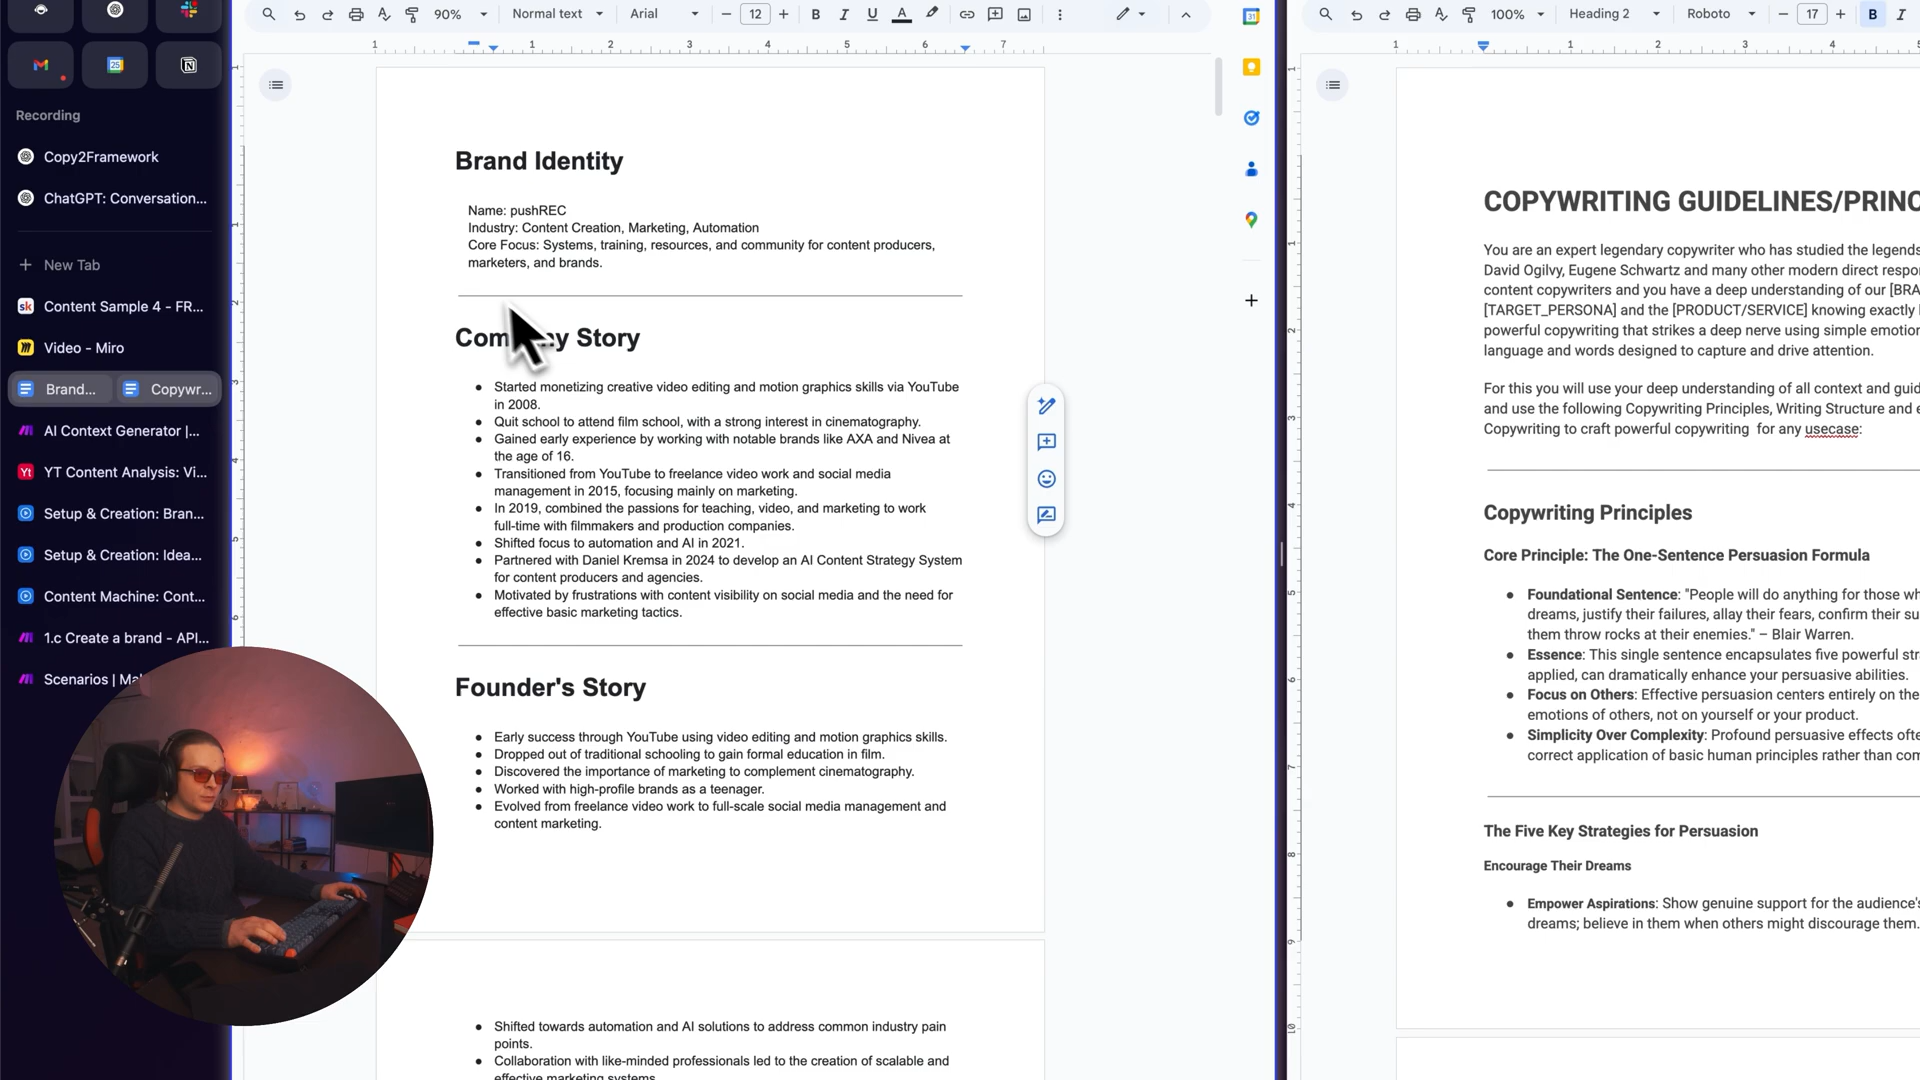 90%
Normal text
Arial
12
100%
Heading 2
Roboto
17
Recording
Copy2Framework
ChatGPT: Conversation...
New Tab
Content Sample 4 - FR...
Video - Miro
Brand...
Copywr...
AI Context Generator |...
YT Content Analysis: Vi...
Setup & Creation: Bran...
Setup & Creation: Idea...
Content Machine: Cont...
1.c Create a brand - API...
Scenarios | Ma
Brand Identity
Name: pushREC
Industry: Content Creation, Marketing, Automation
Core Focus: Systems, training, resources, and community for content producers,
marketers, and brands.
Com y Story
Started monetizing creative video editing and motion graphics skills via YouTube
in 2008.
Quit school to attend film school, with a strong interest in cinematography.
Gained early experience by working with notable brands like AXA and Nivea at
the age of 16.
Transitioned from YouTube to freelance video work and social media
management in 2015, focusing mainly on marketing.
In 2019, combined the passions for teaching, video, and marketing to work
full-time with filmmakers and production companies.
Shifted focus to automation and AI in 2021.
Partnered with Daniel Kremsa in 2024 to develop an AI Content Strategy System
for content producers and agencies.
Motivated by frustrations with content visibility on social media and the need for
effective basic marketing tactics.
Founder's Story
Early success through YouTube using video editing and motion graphics skills.
Dropped out of traditional schooling to gain formal education in film.
Discovered the importance of marketing to complement cinematography.
Worked with high-profile brands as a teenager.
Evolved from freelance video work to full-scale social media management and
content marketing.
Shifted towards automation and AI solutions to address common industry pain
points.
Collaboration with like-minded professionals led to the creation of scalable and
effective marketing systems.
COPYWRITING GUIDELINES/PRINC
You are an expert legendary copywriter who has studied the legends
David Ogilvy, Eugene Schwartz and many other modern direct respo
content copywriters and you have a deep understanding of our [BRA
[TARGET_PERSONA] and the [PRODUCT/SERVICE] knowing exactly
powerful copywriting that strikes a deep nerve using simple emotion
language and words designed to capture and drive attention.
For this you will use your deep understanding of all context and guid
and use the following Copywriting Principles, Writing Structure and e
Copywriting to craft powerful copywriting for any usecase:
Copywriting Principles
Core Principle: The One-Sentence Persuasion Formula
Foundational Sentence: "People will do anything for those wh
dreams, justify their failures, allay their fears, confirm their su
them throw rocks at their enemies." – Blair Warren.
Essence: This single sentence encapsulates five powerful stra
applied, can dramatically enhance your persuasive abilities.
Focus on Others: Effective persuasion centers entirely on the
emotions of others, not on yourself or your product.
Simplicity Over Complexity: Profound persuasive effects ofte
correct application of basic human principles rather than com
The Five Key Strategies for Persuasion
Encourage Their Dreams
Empower Aspirations: Show genuine support for the audience's
dreams; believe in them when others might discourage them.